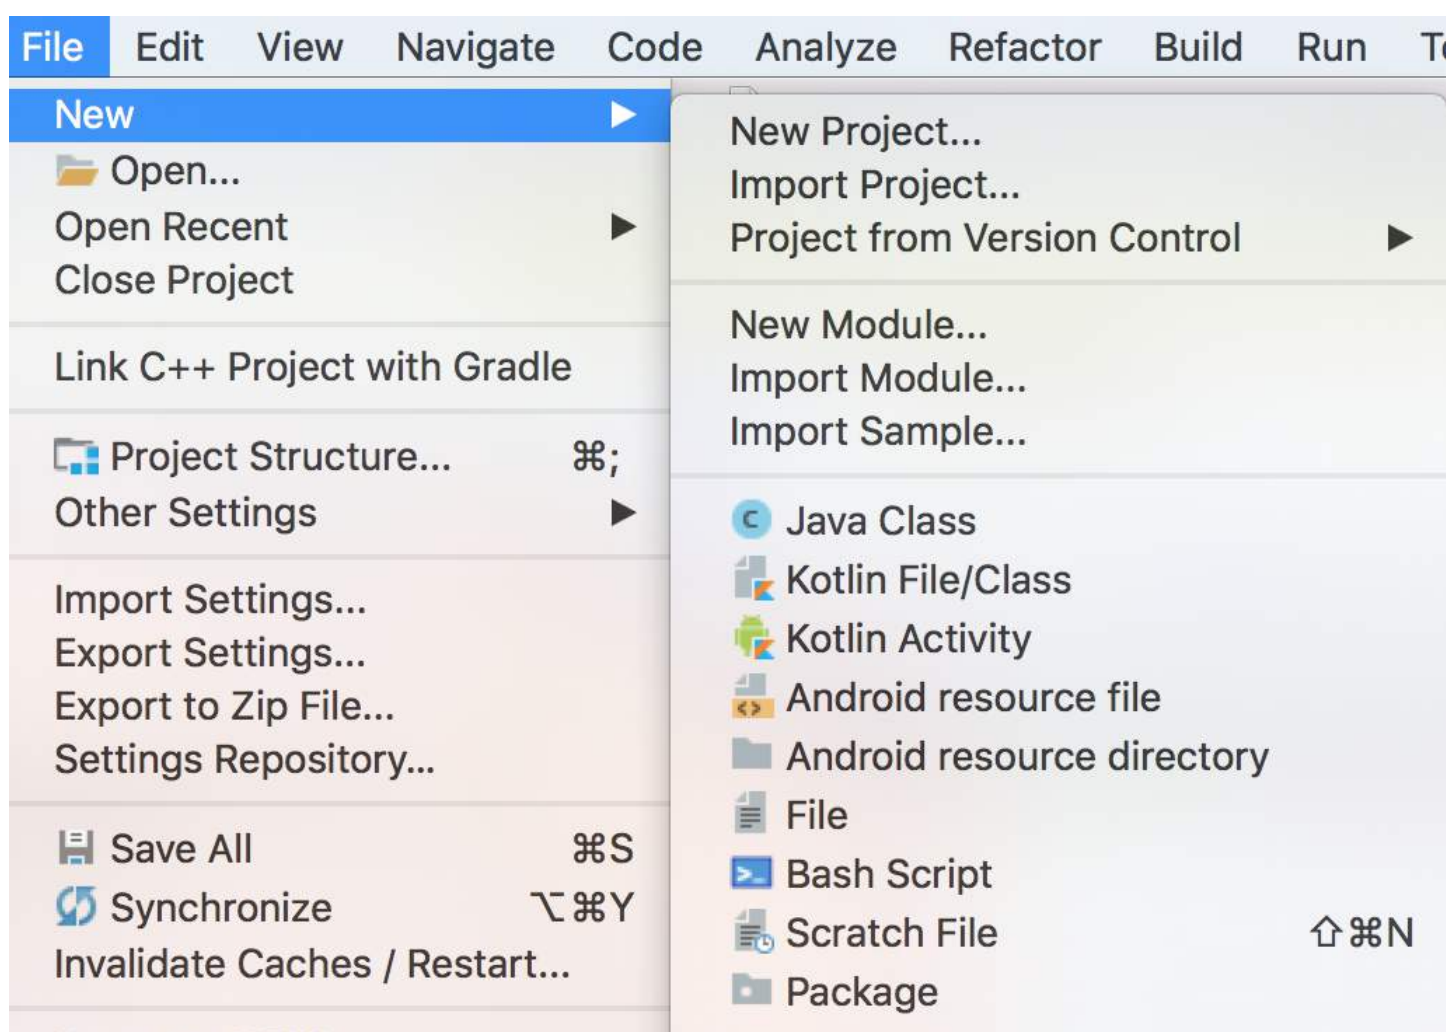 File Edit View Navigate Code Analyze Refactor Build Run
New
Open...
Open Recent
Close Project
Link C++ Project with Gradle
Project Structure... ⌘;
Other Settings
Import Settings...
Export Settings...
Export to Zip File...
Settings Repository...
Save All ⌘S
Synchronize ⌥⌘Y
Invalidate Caches / Restart...
New Project...
Import Project...
Project from Version Control
New Module...
Import Module...
Import Sample...
Java Class
Kotlin File/Class
Kotlin Activity
Android resource file
Android resource directory
File
Bash Script
Scratch File ⇧⌘N
Package